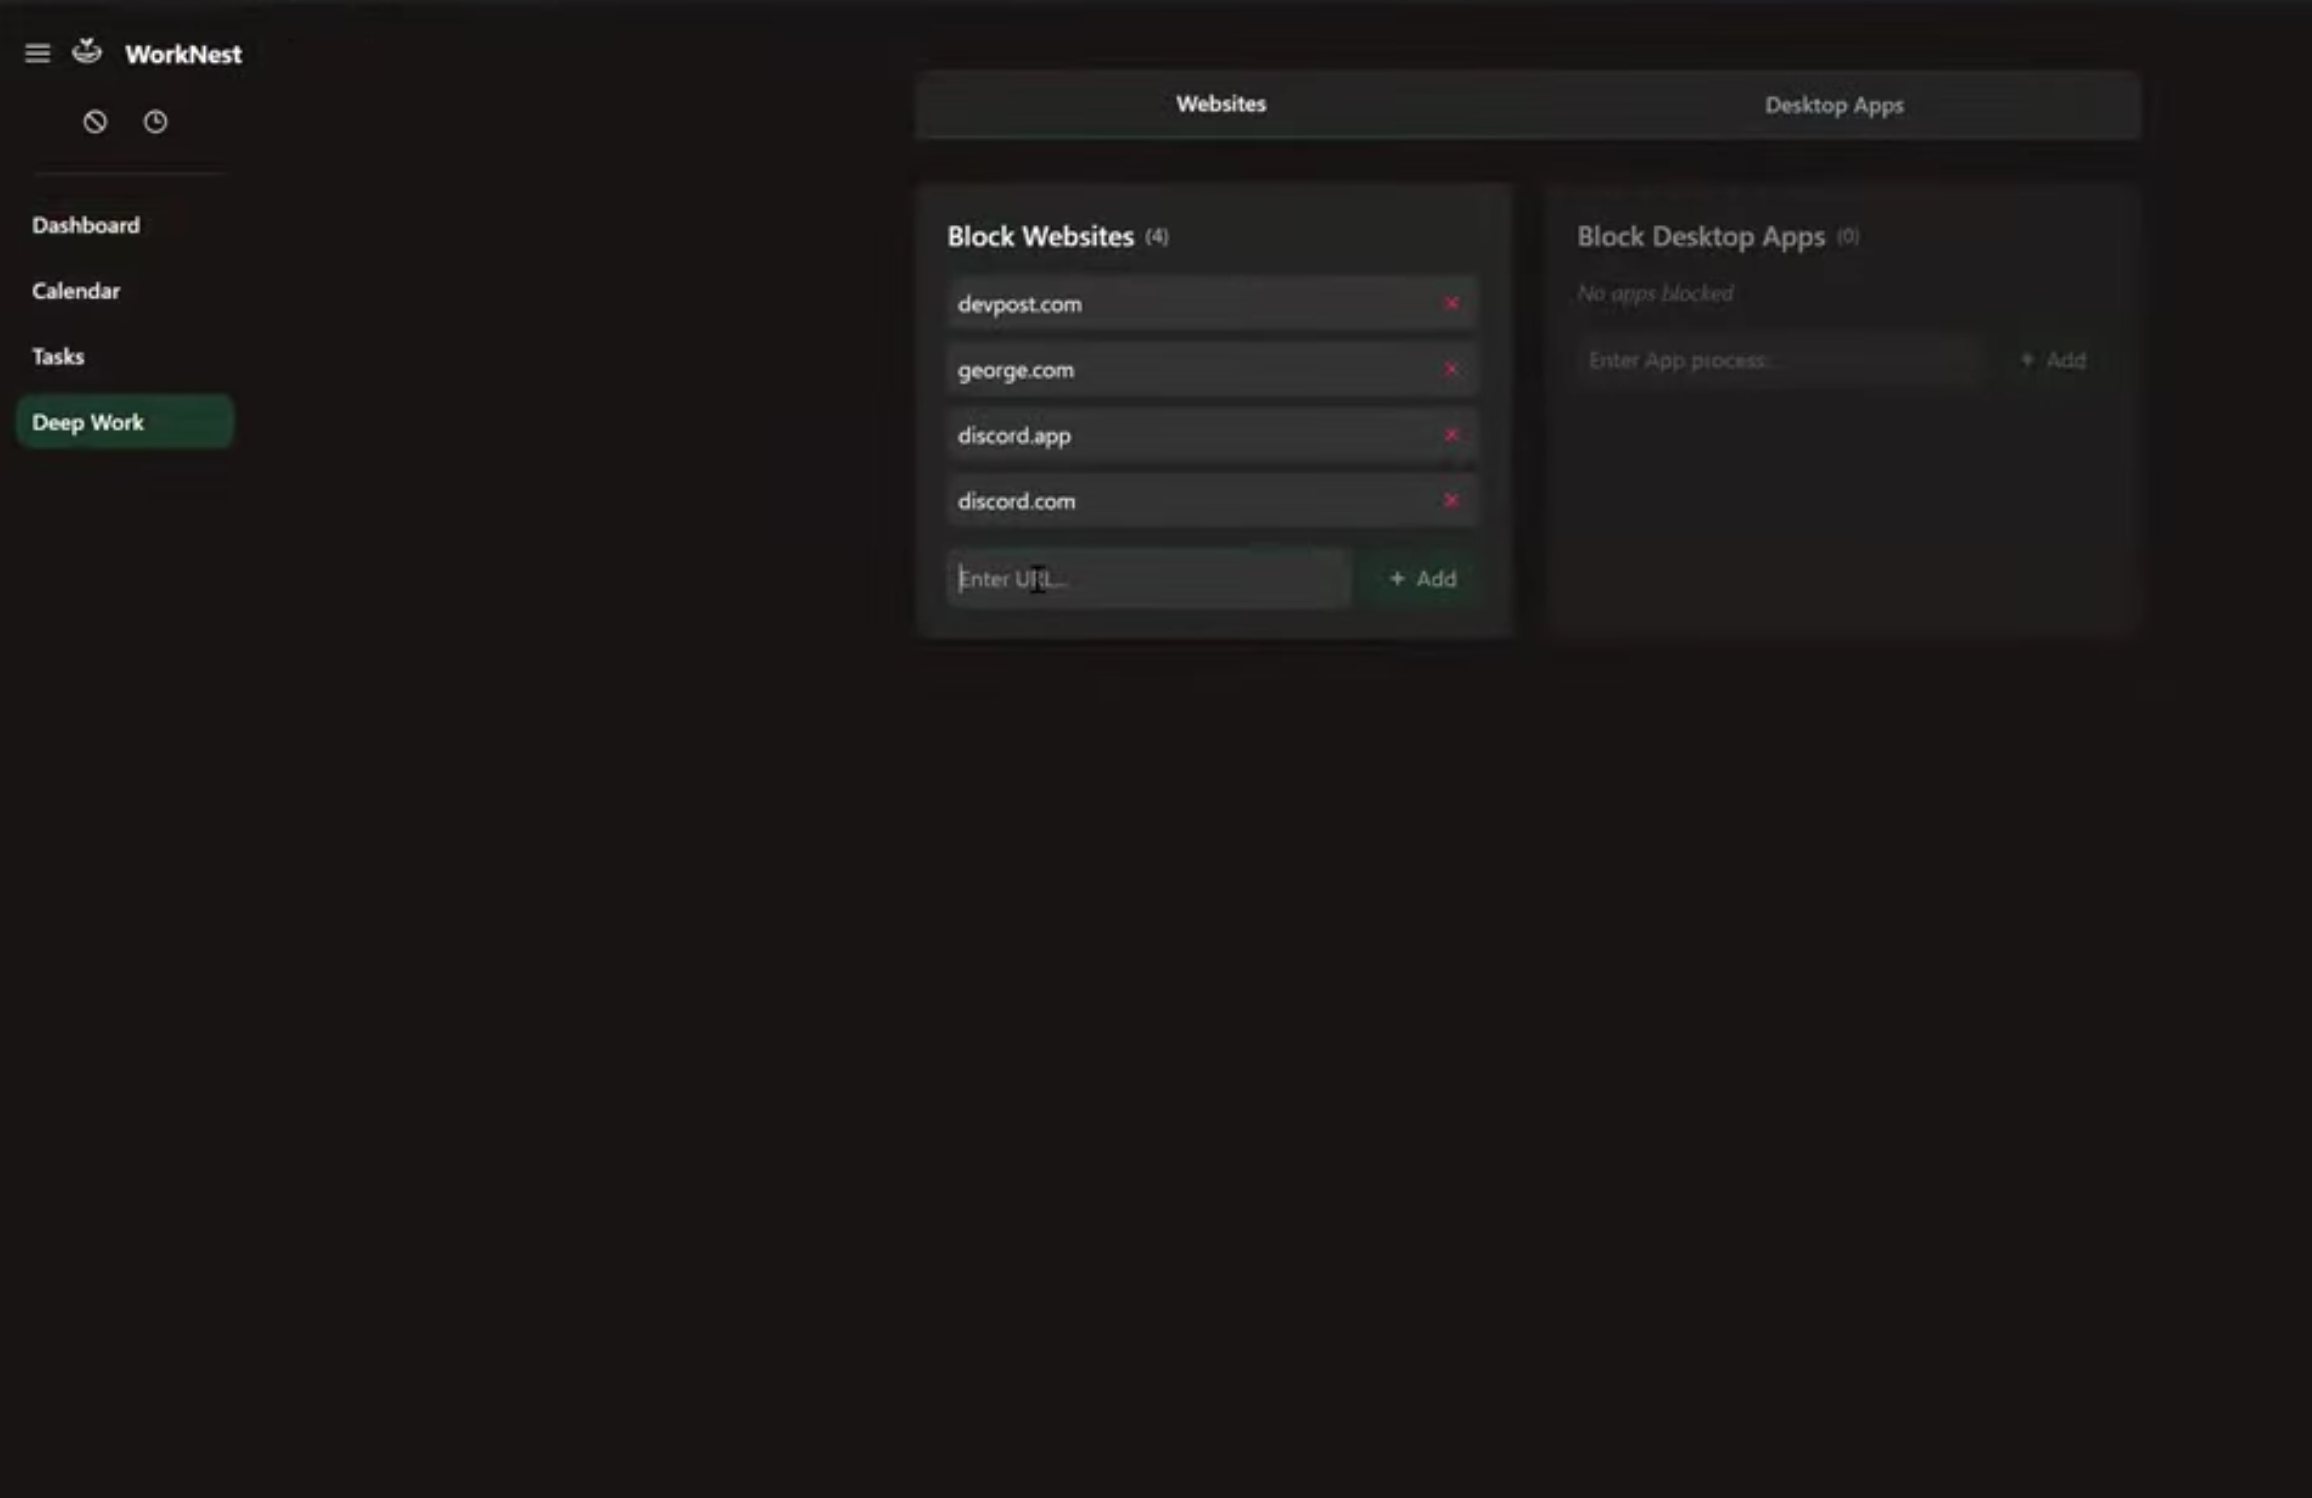 WorkNest
Dashboard
Calendar
Tasks
Deep Work
Websites
Desktop Apps
Block Websites (4)
devpost.com
george.com
discord.app
discord.com
Enter URL...
+ Add
Block Desktop Apps (0)
No apps blocked
Enter App process...
+ Add